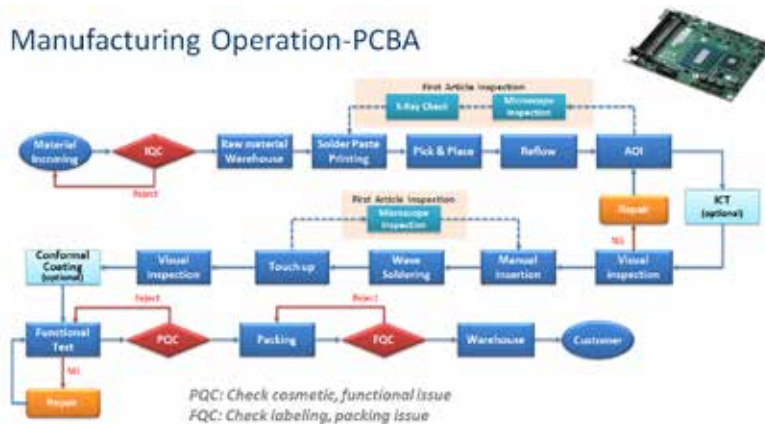 Manufacturing Operation-PCBA
First Article Inspection
X-Ray Check
Microscope
Inspection
Material
Incoming
IQC
Raw material
Warehouse
Solder Paste
Printing
Pick & Place
Reflow
AOI
Reject
First Article Inspection
Microscope
Inspection
Repair
ICT
(optional)
NG
Conformal
Coating
(optional)
Visual
inspection
Touch up
Wave
Soldering
Manual
Insertion
Visual
inspection
Reject
Reject
Functional
Test
PQC
Packing
FQC
Warehouse
Customer
NG
Repair
PQC: Check cosmetic, functional issue
FQC: Check labeling, packing issue